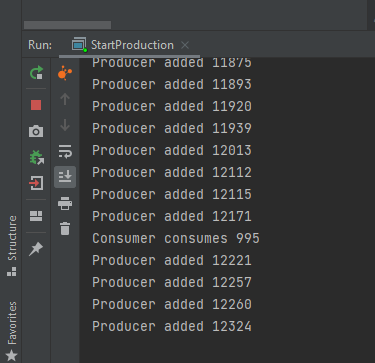 Run: StartProduction
Producer added 11875
Producer added 11893
Producer added 11920
Producer added 11939
Producer added 12013
Producer added 12112
Producer added 12115
Producer added 12171
Consumer consumes 995
Producer added 12221
Producer added 12257
Producer added 12260
Producer added 12324
Structure
Favorites